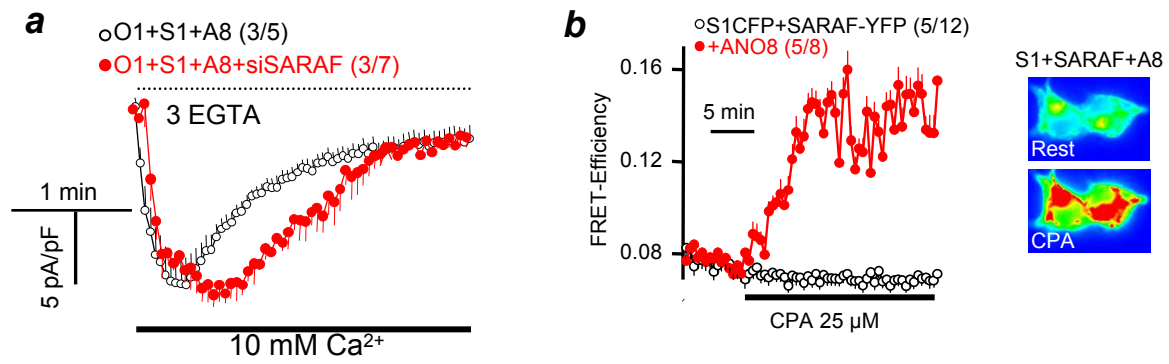 a
O1+S1+A8 (3/5)
O1+S1+A8+siSARAF (3/7)
3 EGTA
1 min
5 pA/pF
10 mM Ca²⁺
b
S1CFP+SARAF-YFP (5/12)
+ANO8 (5/8)
0.16
0.12
0.08
FRET-Efficiency
5 min
CPA 25 µM
S1+SARAF+A8
Rest
CPA